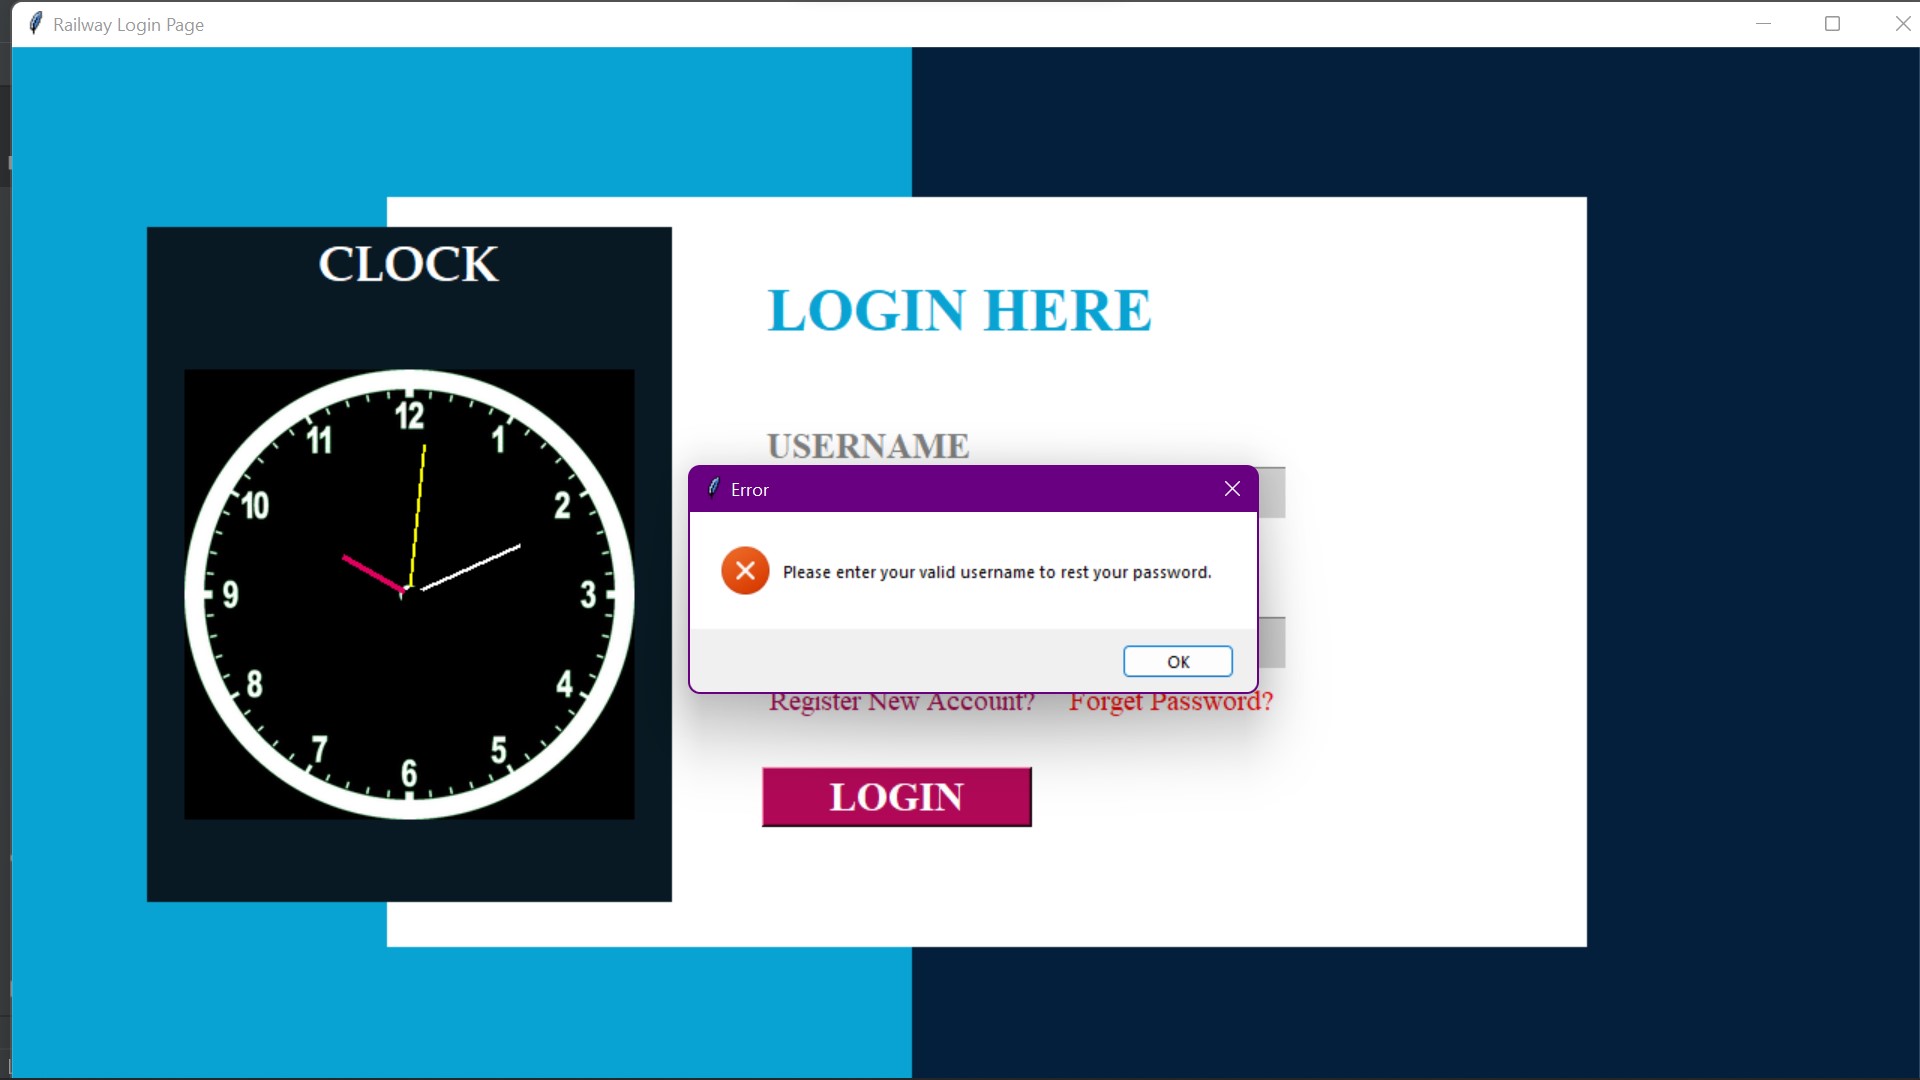 Railway Login Page
CLOCK
12
1
2
3
4
5
6
7
8
9
10
11
LOGIN HERE
USERNAME
Error
Please enter your valid username to rest your password.
OK
Register New Account? Forget Password?
LOGIN